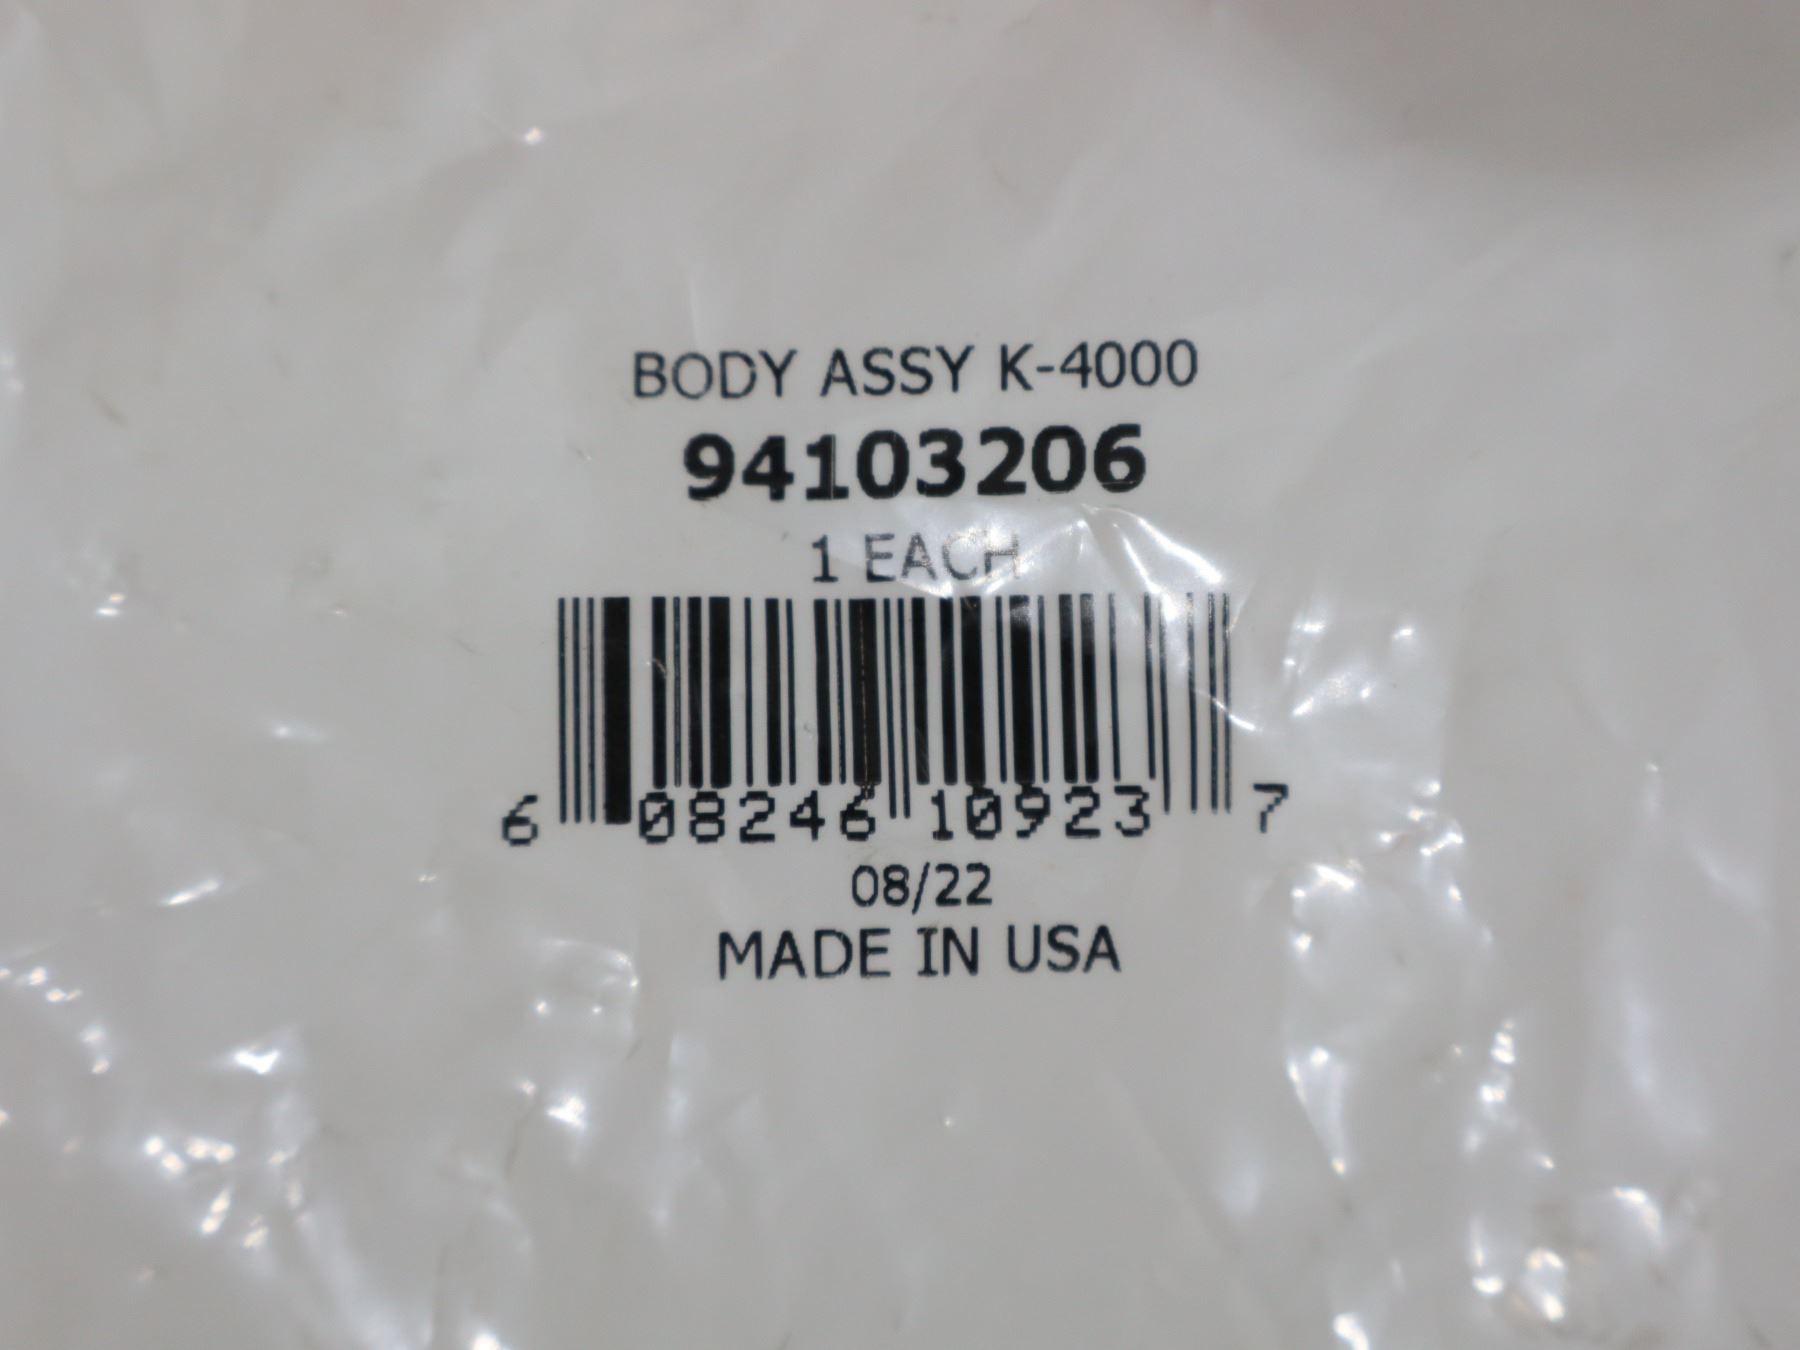 BODY ASSY K-4000
94103206
1 EACH
6 08246 10923 7
08/22
MADE IN USA